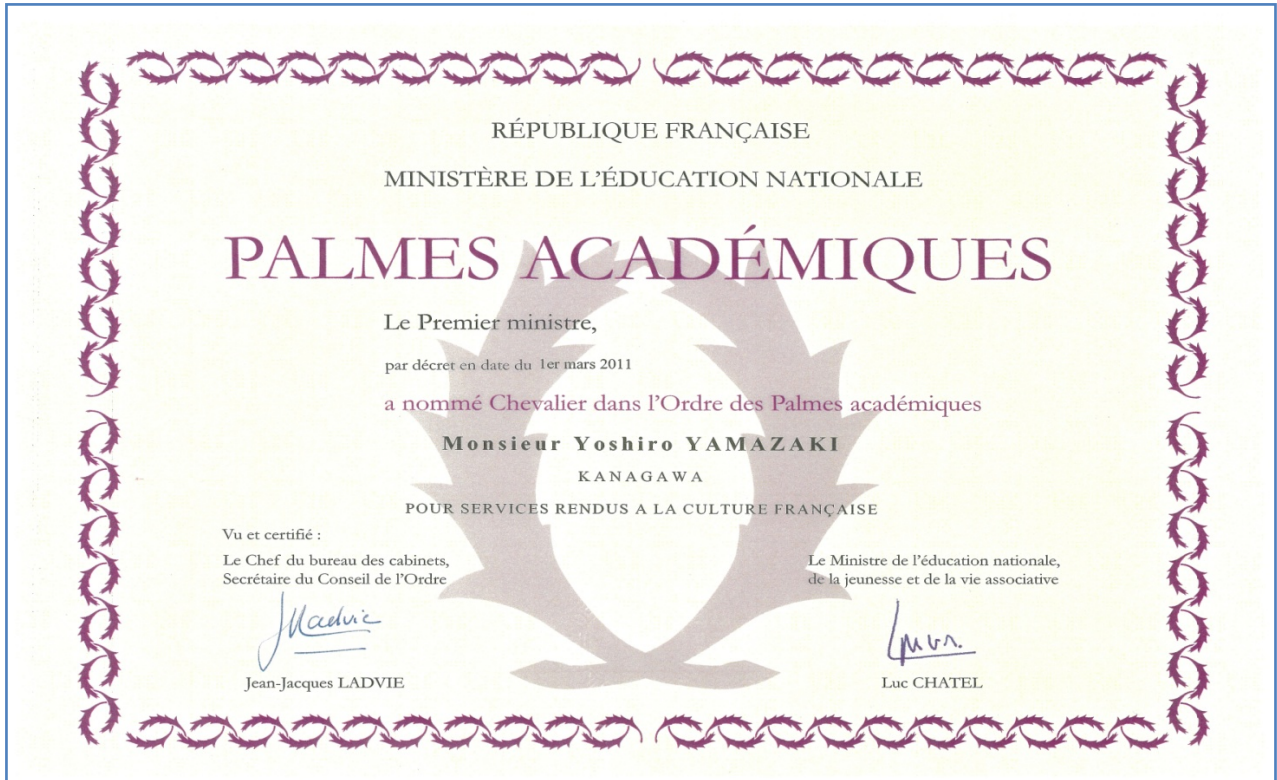 RÉPUBLIQUE FRANÇAISE
MINISTÈRE DE L'ÉDUCATION NATIONALE
PALMES ACADÉMIQUES
Le Premier ministre,
par décret en date du 1er mars 2011
a nommé Chevalier dans l'Ordre des Palmes académiques
Monsieur Yoshiro YAMAZAKI
KANAGAWA
POUR SERVICES RENDUS A LA CULTURE FRANÇAISE
Vu et certifié :
Le Chef du bureau des cabinets,
Secrétaire du Conseil de l'Ordre
Jean-Jacques LADVIE
Le Ministre de l'éducation nationale,
de la jeunesse et de la vie associative
Luc CHATEL